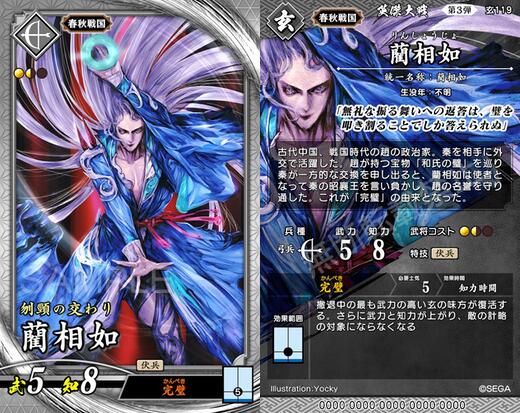 春秋戦国
刎頸の交わり
藺相如
伏兵
武5 知8
かんぺき
完璧
5
玄
春秋戦国
英傑大戦
第3弾
玄119
りんしょうじょ
藺相如
統一名称:藺相如
生没年:不明
「無礼な振る舞いへの返答は、璧を
叩き割ることでしか答えられぬ」
古代中国、戦国時代の趙の政治家。秦を相手に外
交で活躍した。趙が持つ宝物「和氏の璧」を巡り
秦が一方的な交換を申し出ると、藺相如は使者と
なって秦の昭襄王を言い負かし、趙の名誉を守り
通した。これが「完璧」の由来となった。
兵種 武力 知力 武将コスト
弓兵 5 8 特技 伏兵
かんぺき 必要士気 効果時間
完璧 5 知力時間
効果範囲
撤退中の最も武力の高い玄の味方が復活す
る。さらに武力と知力が上がり、敵の計略
の対象にならなくなる
Illustration:Yocky
©SEGA
0000-0000-0000-0000-0000